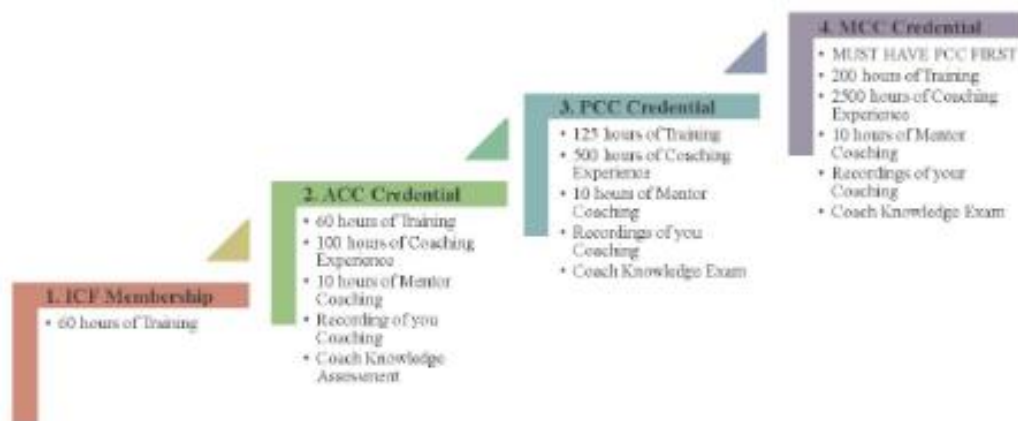 1. ICF Membership
• 60 hours of Training
2. ACC Credential
• 60 hours of Training
• 100 hours of Coaching
Experience
• 10 hours of Mentor
Coaching
• Recording of you
Coaching
• Coach Knowledge
Assessment
3. PCC Credential
• 125 hours of Training
• 500 hours of Coaching
Experience
• 10 hours of Mentor
Coaching
• Recordings of you
Coaching
• Coach Knowledge Exam
4. MCC Credential
• MUST HAVE PCC FIRST
• 200 hours of Training
• 2500 hours of Coaching
Experience
• 10 hours of Mentor
Coaching
• Recordings of your
Coaching
• Coach Knowledge Exam